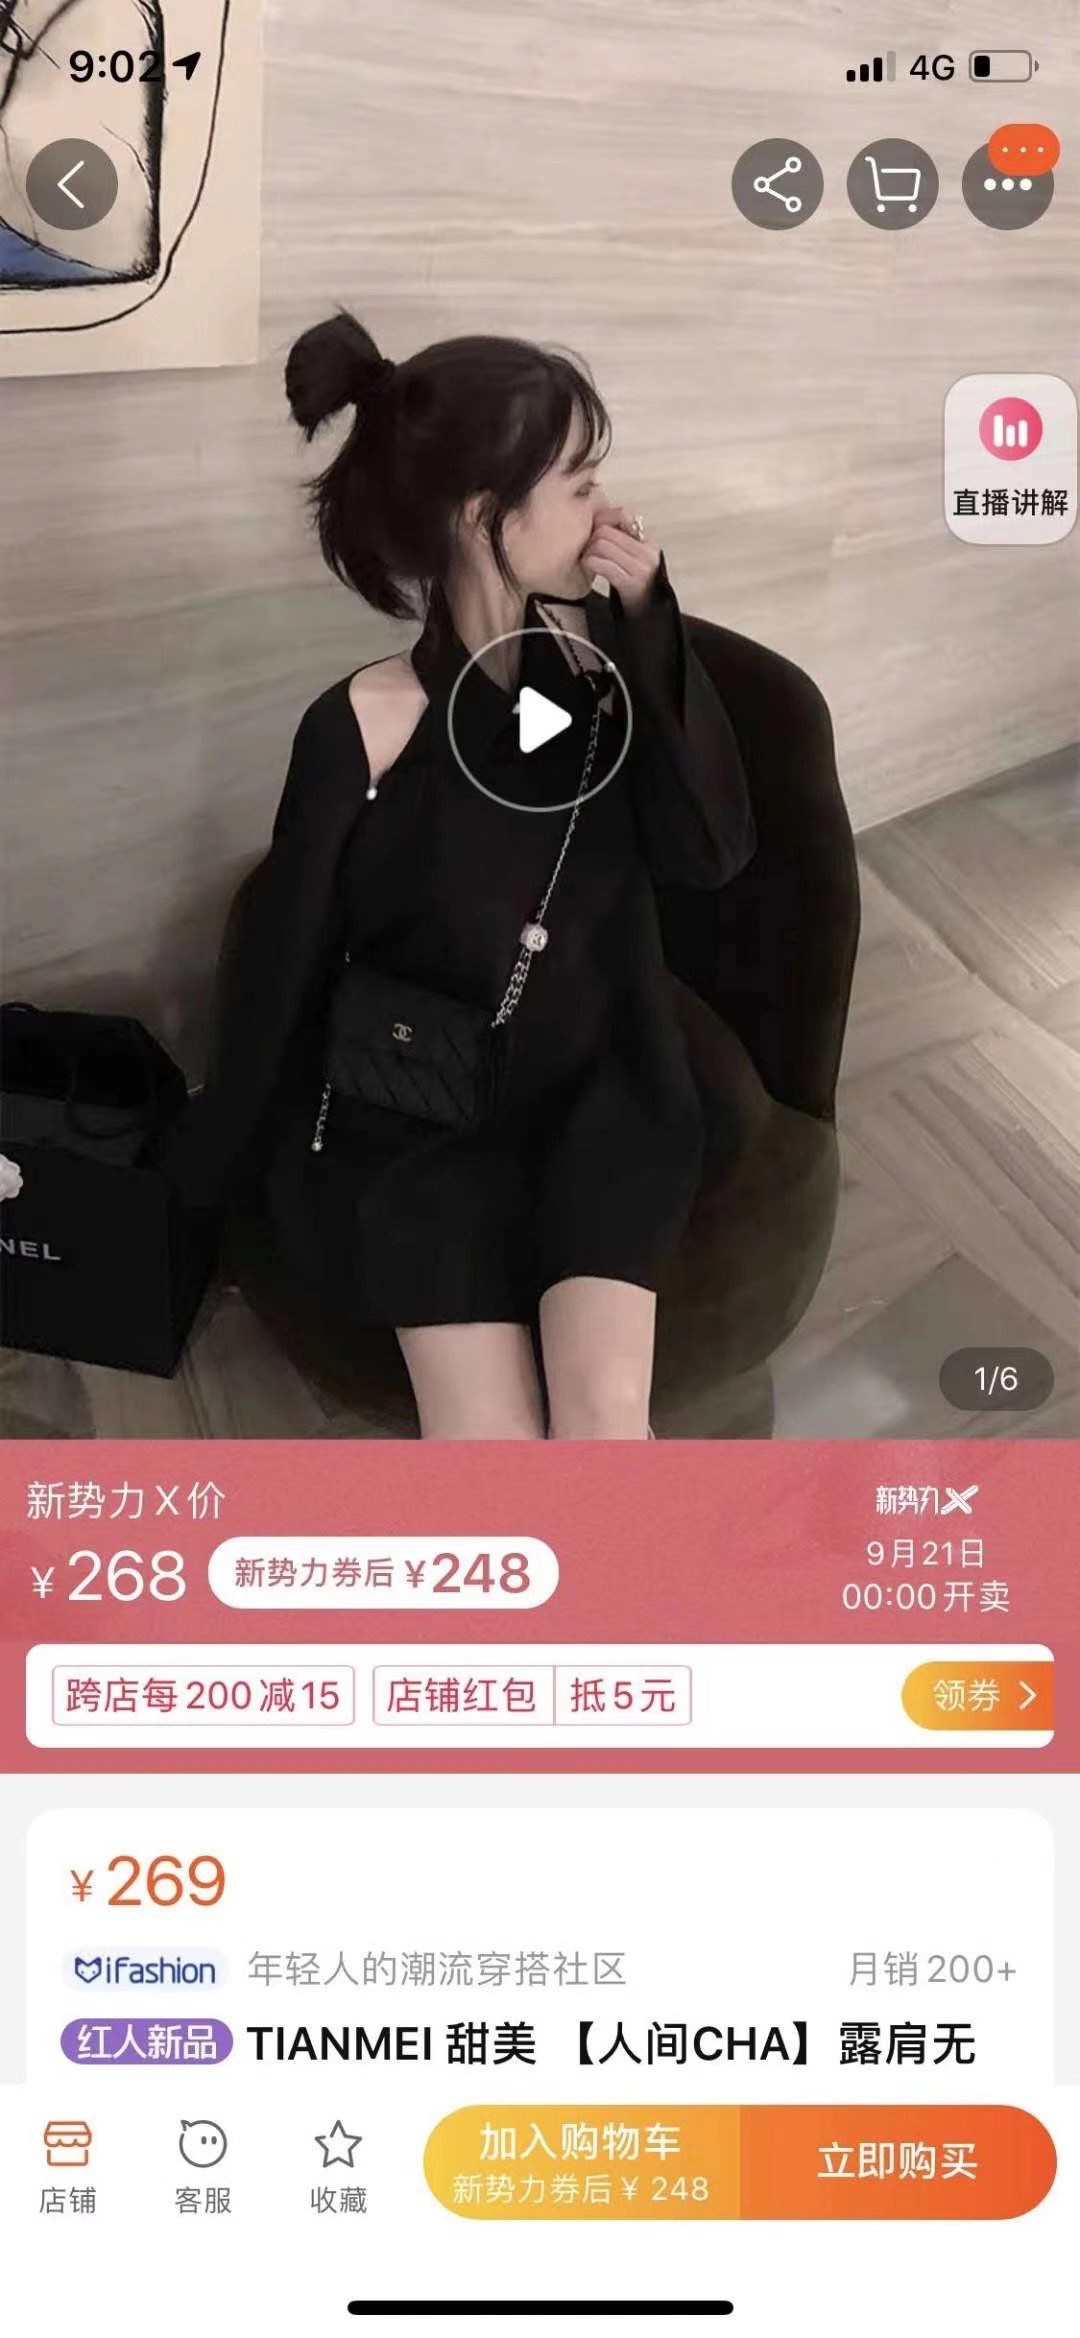 9:02
4G
直播讲解
NEL
1/6
新势力X价
新势力X
¥268
新势力券后 ¥248
9月21日
00:00开卖
跨店每200减15
店铺红包 抵5元
领券
¥269
iFashion 年轻人的潮流穿搭社区 月销200+
红人新品 TIANMEI 甜美 【人间CHA】露肩无
店铺
客服
收藏
加入购物车
新势力券后 ¥ 248
立即购买